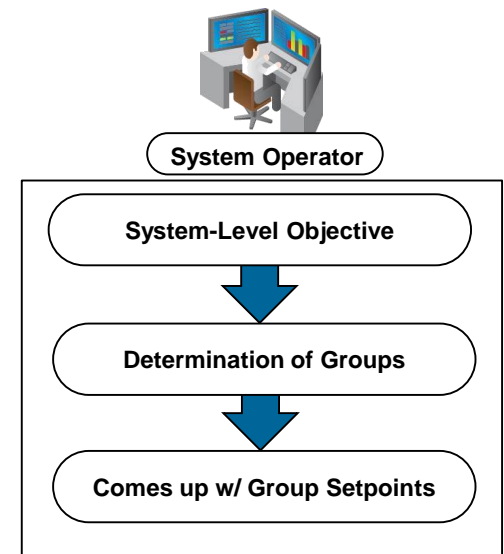 System Operator
System-Level Objective
Determination of Groups
Comes up w/ Group Setpoints